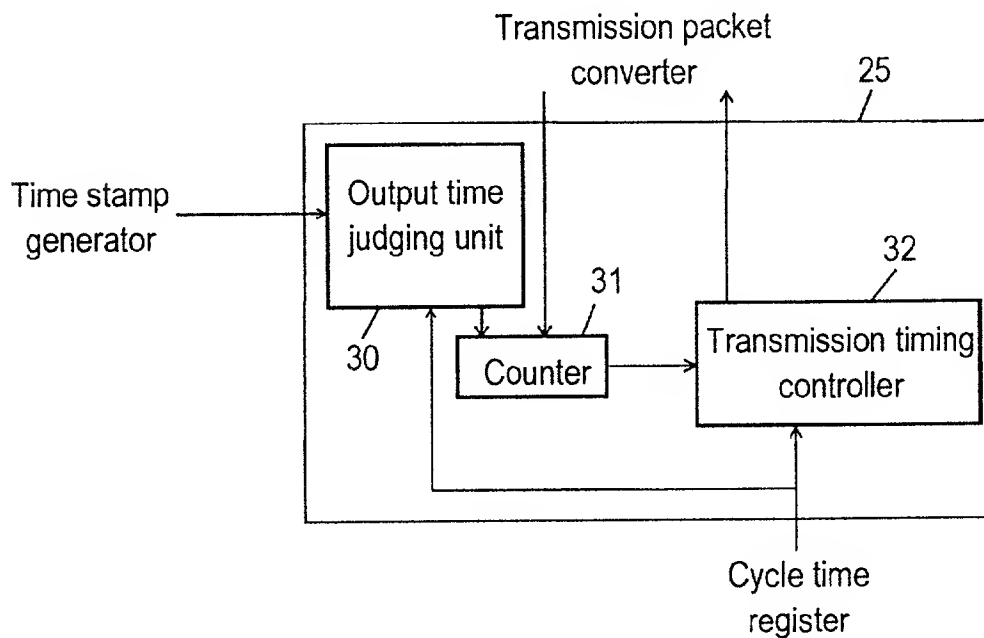 Transmission packet
converter
25
Time stamp
generator
Output time
judging unit
30
31
Counter
32
Transmission timing
controller
Cycle time
register